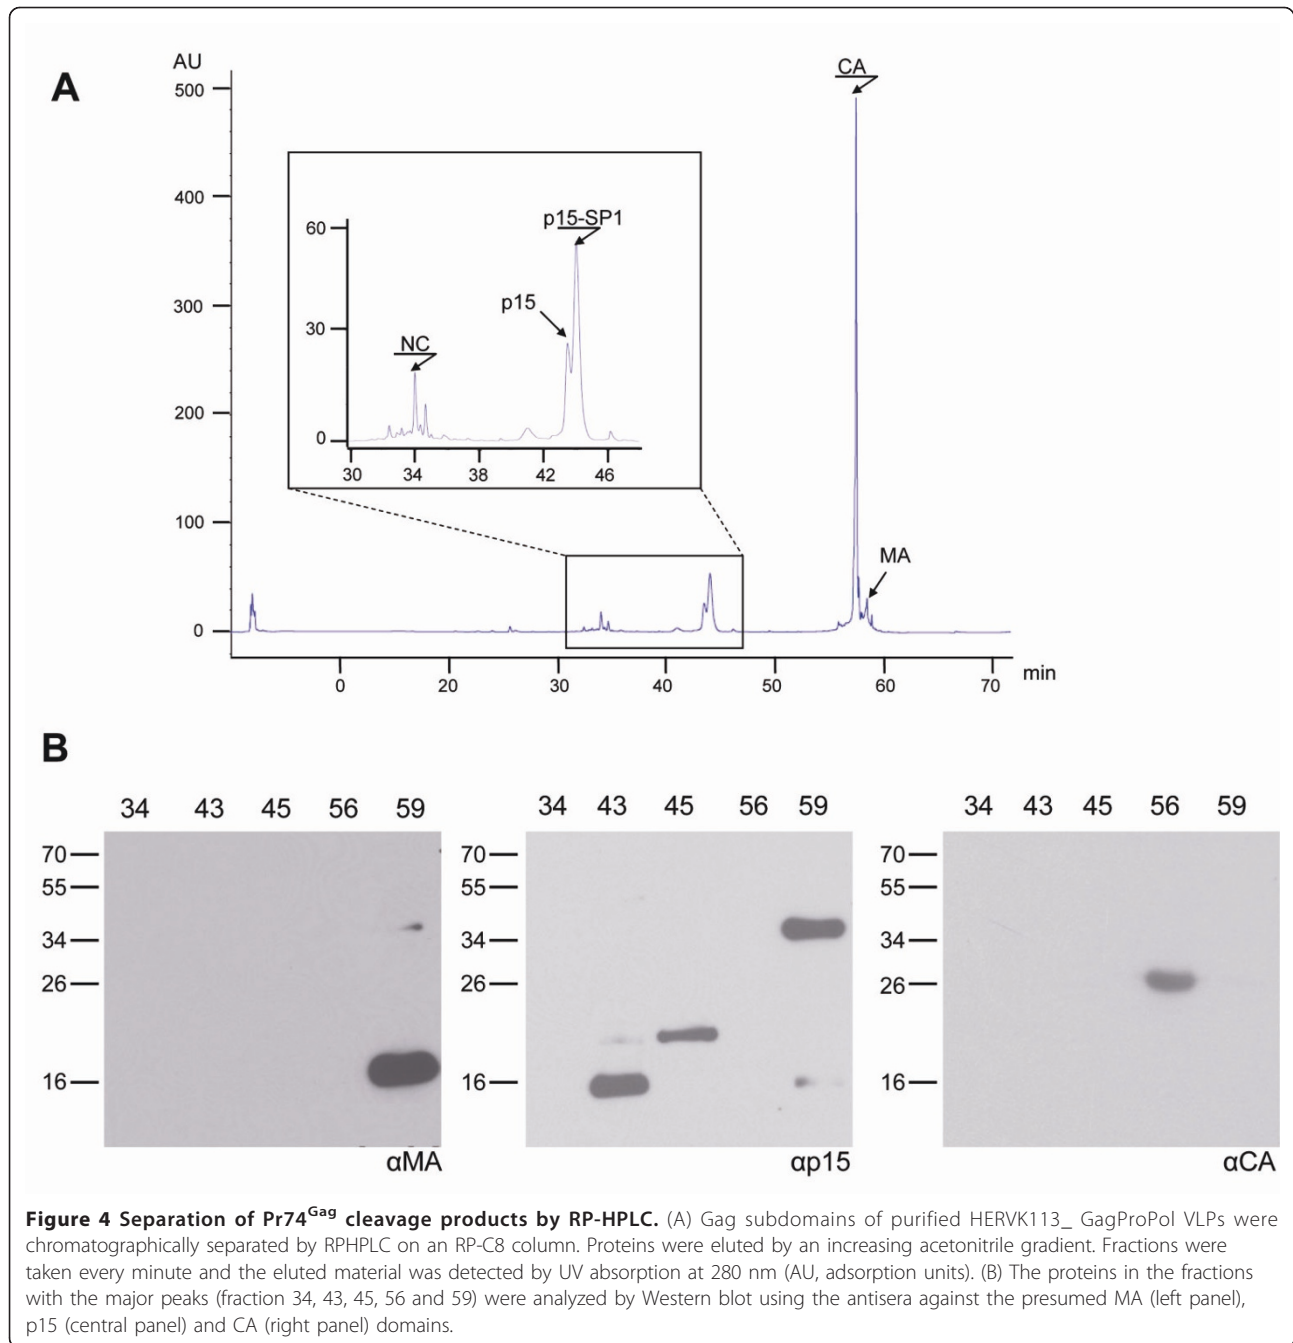 A
AU
500
400
300
200
100
0
CA
MA
60
30
0
p15-SP1
p15
NC
30 34 38 42 46
0 20 30 40 50 60 70 min
B
34 43 45 56 59
70
55
34
26
16
αMA
34 43 45 56 59
70
55
34
26
16
αp15
34 43 45 56 59
70
55
34
26
16
αCA
Figure 4 Separation of Pr74Gag cleavage products by RP-HPLC. (A) Gag subdomains of purified HERVK113_ GagProPol VLPs were
chromatographically separated by RPHPLC on an RP-C8 column. Proteins were eluted by an increasing acetonitrile gradient. Fractions were
taken every minute and the eluted material was detected by UV absorption at 280 nm (AU, adsorption units). (B) The proteins in the fractions
with the major peaks (fraction 34, 43, 45, 56 and 59) were analyzed by Western blot using the antisera against the presumed MA (left panel),
p15 (central panel) and CA (right panel) domains.